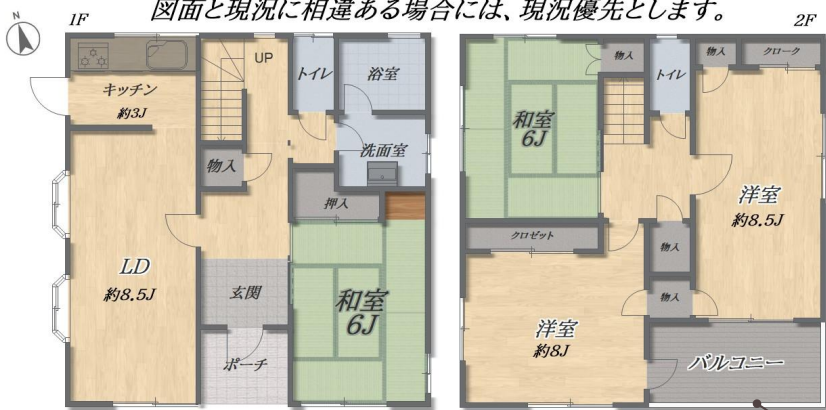 図面と現況に相違ある場合には、現況優先とします。
N
1F
キッチン
約3J
UP
トイレ
浴室
洗面室
物入
押入
LD
約8.5J
玄関
和室
6J
ポーチ
2F
和室
6J
物入
トイレ
物入
クローク
洋室
約8.5J
クロゼット
物入
物入
洋室
約8J
バルコニー